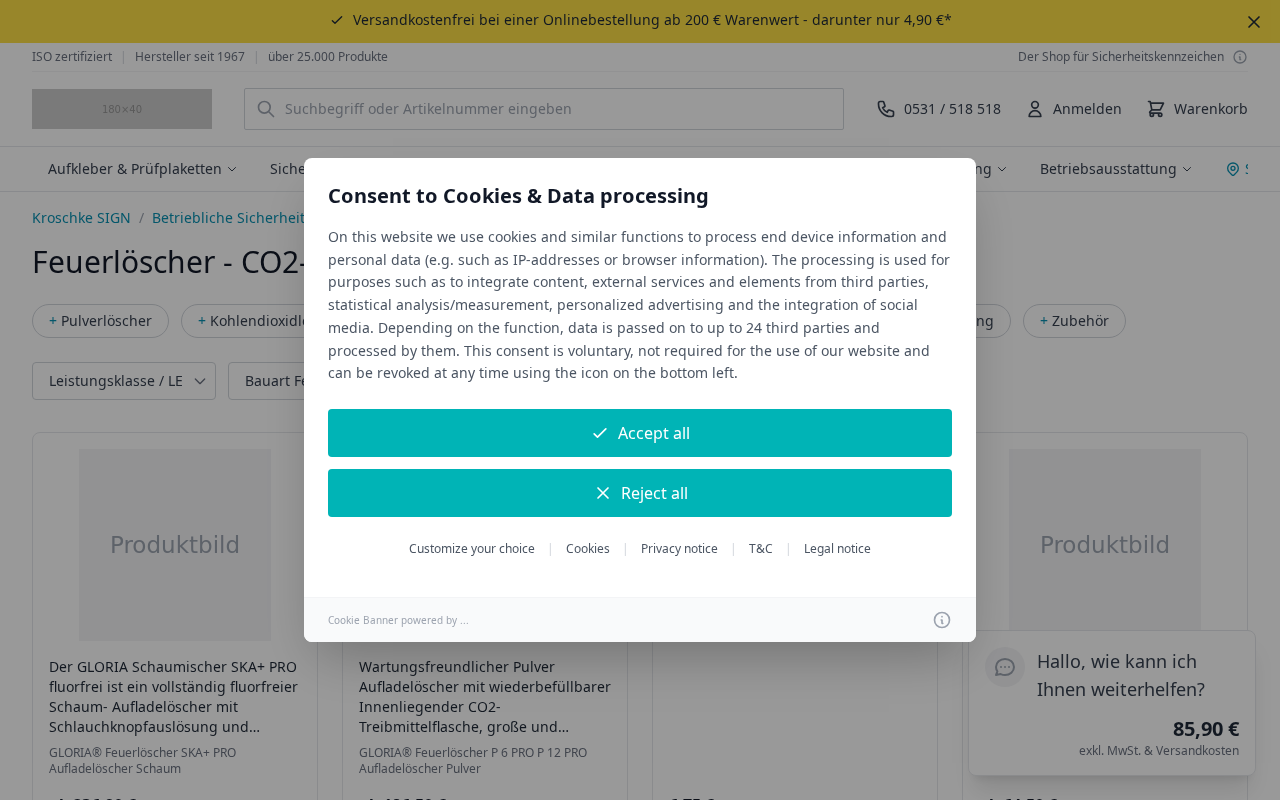 Versandkostenfrei bei einer Onlinebestellung ab 200 € Warenwert - darunter nur 4,90 €*
ISO zertifiziert | Hersteller seit 1967 | über 25.000 Produkte
Der Shop für Sicherheitskennzeichen
180×40
Suchbegriff oder Artikelnummer eingeben
0531 / 518 518
Anmelden
Warenkorb
Aufkleber & Prüfplaketten
Betriebsausstattung
Kroschke SIGN /
Feuerlöscher - CO2-
+ Pulverlöscher
+ Zubehör
Leistungsklasse / LE
Bauart
Consent to Cookies & Data processing
On this website we use cookies and similar functions to process end device information and
personal data (e.g. such as IP-addresses or browser information). The processing is used for
purposes such as to integrate content, external services and elements from third parties,
statistical analysis/measurement, personalized advertising and the integration of social
media. Depending on the function, data is passed on to up to 24 third parties and
processed by them. This consent is voluntary, not required for the use of our website and
can be revoked at any time using the icon on the bottom left.
Accept all
Reject all
Customize your choice | Cookies | Privacy notice | T&C | Legal notice
Cookie Banner powered by ...
Produktbild
Der GLORIA Schaumischer SKA+ PRO
fluorfrei ist ein vollständig fluorfreier
Schaum- Aufladelöscher mit
Schlauchknopfauslösung und...
GLORIA® Feuerlöscher SKA+ PRO
Aufladelöscher Schaum
Wartungsfreundlicher Pulver
Aufladelöscher mit wiederbefüllbarer
Innenliegender CO2-
Treibmittelflasche, große und...
GLORIA® Feuerlöscher P 6 PRO P 12 PRO
Aufladelöscher Pulver
Produktbild
Hallo, wie kann ich
Ihnen weiterhelfen?
85,90 €
exkl. MwSt. & Versandkosten